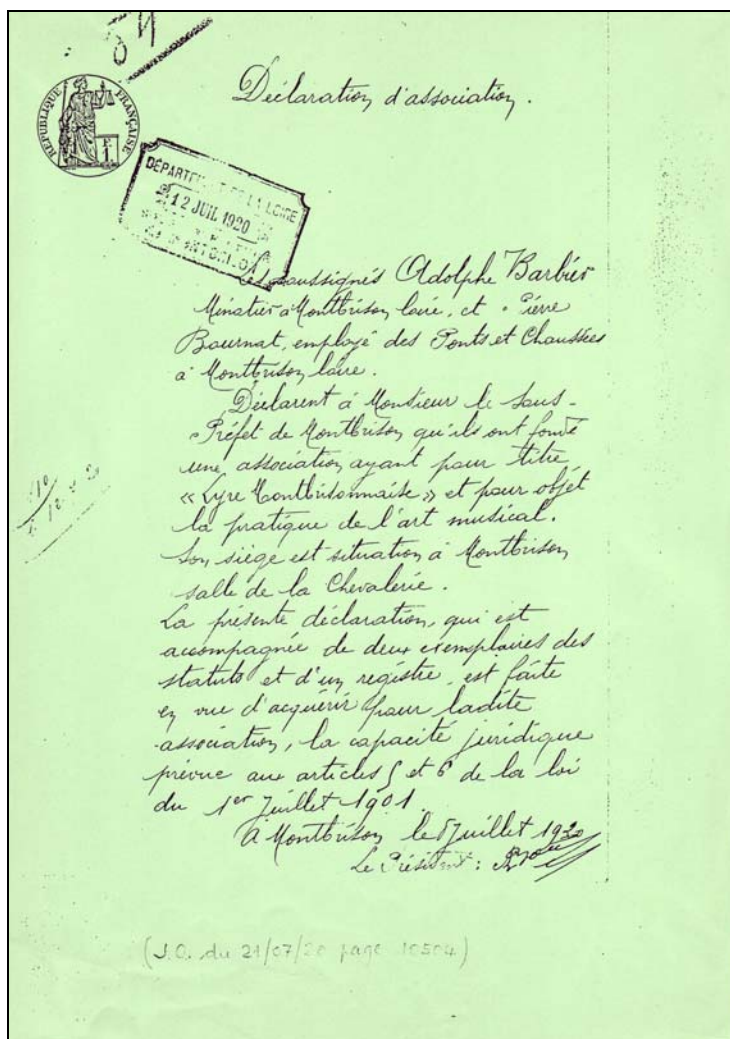 Déclaration d'association.
RÉPUBLIQUE FRANÇAISE
DÉPARTEMENT DE LA LOIRE
12 JUIL 1920
Les soussignés Adolphe Barbier
Minotier à Montbrison loire, et Pierre
Bournat, employé des Ponts et Chaussées
à Montbrison loire.
Déclarent à Monsieur le Sous-
Préfet de Montbrison qu'ils ont fondé
une association ayant pour titre
« Lyre Montbrisonnaise » et pour objet
la pratique de l'art musical.
Son siège est situation à Montbrison
salle de la Chevalerie.
La présente déclaration, qui est
accompagnée de deux exemplaires des
statuts et d'un registre, est faite
en vue d'acquérir pour ladite
association, la capacité juridique
prévue aux articles 5 et 6 de la loi
du 1er Juillet 1901.
A Montbrison le Juillet 1920
Le Président :
(J.O. du 21/07/20 page 10504)